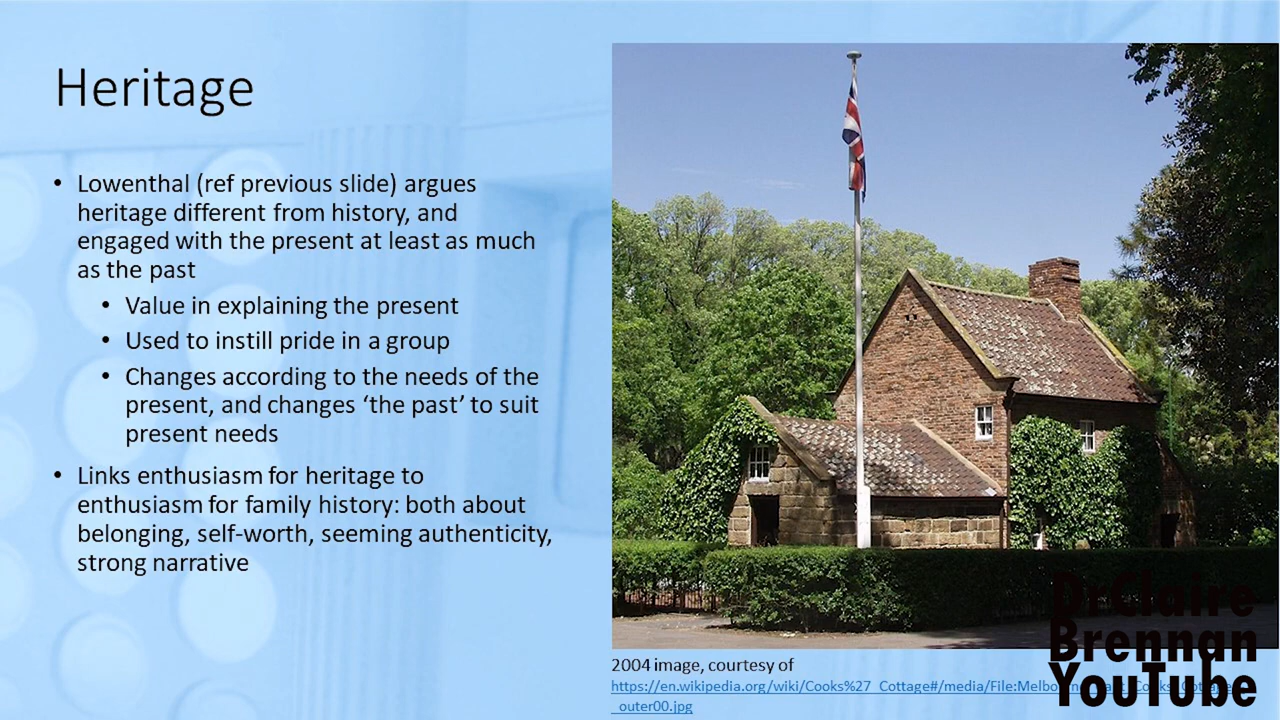 Heritage
• Lowenthal (ref previous slide) argues
heritage different from history, and
engaged with the present at least as much
as the past
• Value in explaining the present
• Used to instill pride in a group
• Changes according to the needs of the
present, and changes ‘the past’ to suit
present needs
• Links enthusiasm for heritage to
enthusiasm for family history: both about
belonging, self-worth, seeming authenticity,
strong narrative
2004 image, courtesy of
https://en.wikipedia.org/wiki/Cooks%27_Cottage#/media/File:Melbo
_outer00.jpg
DrClaire
Brennan
YouTube